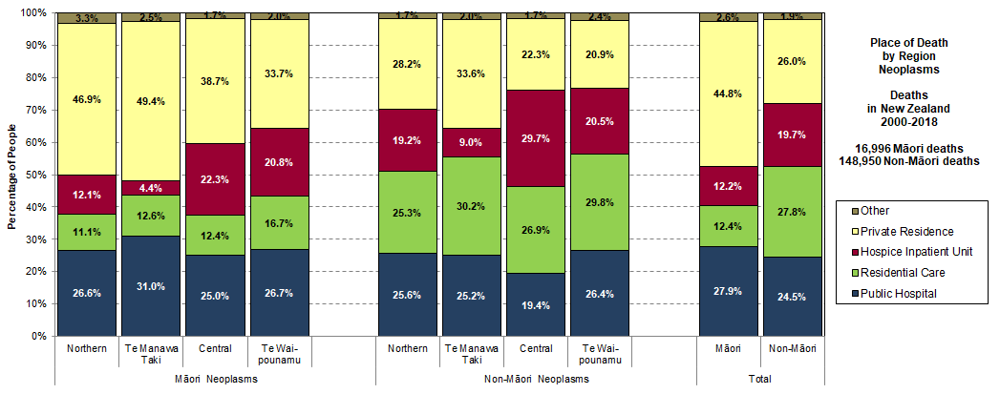 100%
90%
80%
70%
60%
50%
40%
30%
20%
10%
0%
Percentage of People
3.3%
46.9%
12.1%
11.1%
26.6%
2.5%
49.4%
4.4%
12.6%
31.0%
1.7%
38.7%
22.3%
12.4%
25.0%
2.0%
33.7%
20.8%
16.7%
26.7%
1.7%
28.2%
19.2%
25.3%
25.6%
2.0%
33.6%
9.0%
30.2%
25.2%
1.7%
22.3%
29.7%
26.9%
19.4%
2.4%
20.9%
20.5%
29.8%
26.4%
2.6%
44.8%
12.2%
12.4%
27.9%
1.9%
26.0%
19.7%
27.8%
24.5%
Northern
Te Manawa
Taki
Central
Te Wai-
pounamu
Northern
Te Manawa
Taki
Central
Te Wai-
pounamu
Māori
Non-Māori
Māori Neoplasms
Non-Māori Neoplasms
Total
Place of Death
by Region
Neoplasms
Deaths
in New Zealand
2000-2018
16,996 Māori deaths
148,950 Non-Māori deaths
Other
Private Residence
Hospice Inpatient Unit
Residential Care
Public Hospital